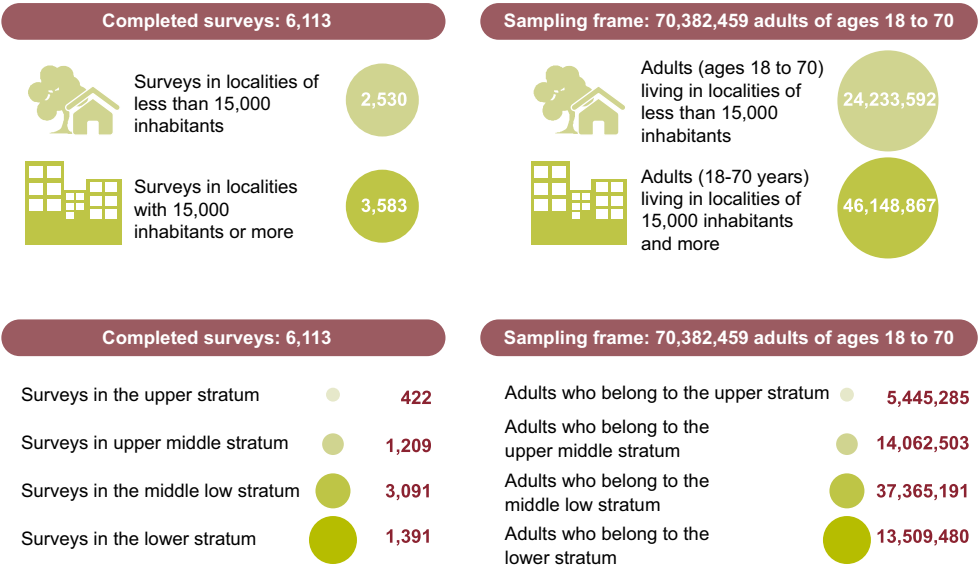 Completed surveys: 6,113
Surveys in localities of
less than 15,000
inhabitants
2,530
Surveys in localities
with 15,000
inhabitants or more
3,583
Sampling frame: 70,382,459 adults of ages 18 to 70
Adults (ages 18 to 70)
living in localities of
less than 15,000
inhabitants
24,233,592
Adults (18-70 years)
living in localities of
15,000 inhabitants
and more
46,148,867
Completed surveys: 6,113
Surveys in the upper stratum
422
Surveys in upper middle stratum
1,209
Surveys in the middle low stratum
3,091
Surveys in the lower stratum
1,391
Sampling frame: 70,382,459 adults of ages 18 to 70
Adults who belong to the upper stratum
5,445,285
Adults who belong to the
upper middle stratum
14,062,503
Adults who belong to the
middle low stratum
37,365,191
Adults who belong to the
lower stratum
13,509,480